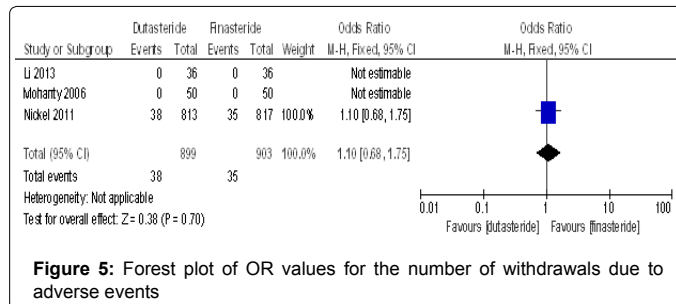 Dutasteride Finasteride Odds Ratio Odds Ratio
Study or Subgroup Events Total Events Total Weight M-H, Fixed, 95% CI M-H, Fixed, 95% CI
Li 2013 0 36 0 36 Not estimable
Mohanty 2006 0 50 0 50 Not estimable
Nickel 2011 38 813 35 817 100.0% 1.10 [0.68, 1.75]
Total (95% CI) 899 903 100.0% 1.10 [0.68, 1.75]
Total events 38 35
Heterogeneity: Not applicable
Test for overall effect: Z = 0.38 (P = 0.70)
0.01 0.1 1 10 100
Favours [dutasteride] Favours [finasteride]
Figure 5: Forest plot of OR values for the number of withdrawals due to
adverse events